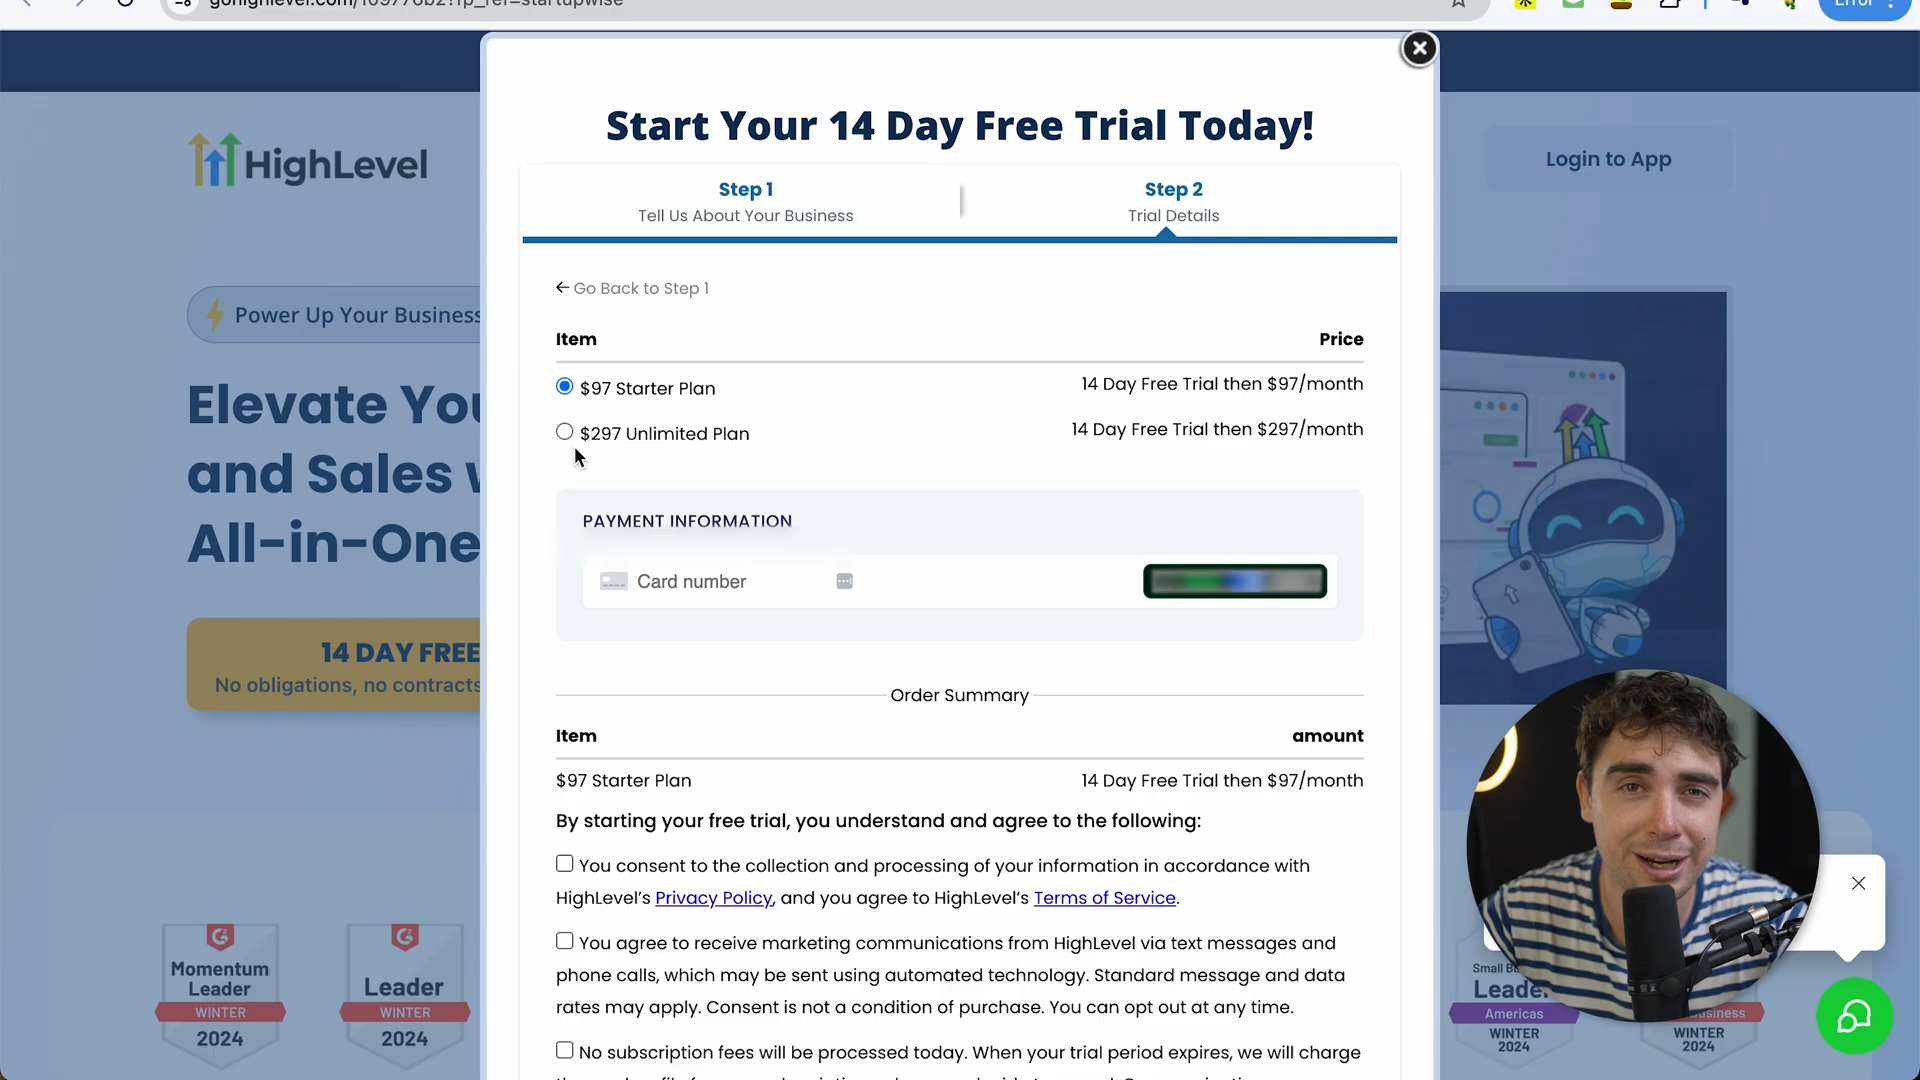 Start Your 14 Day Free Trial Today!
HighLevel
Login to App
Step 1
Tell Us About Your Business
Step 2
Trial Details
← Go Back to Step 1
Power Up Your Business
Item
Price
$97 Starter Plan
14 Day Free Trial then $97/month
$297 Unlimited Plan
14 Day Free Trial then $297/month
Elevate You
and Sales
All-in-One
PAYMENT INFORMATION
Card number
14 DAY FREE
No obligations, no contracts
Order Summary
Item
amount
$97 Starter Plan
14 Day Free Trial then $97/month
By starting your free trial, you understand and agree to the following:
You consent to the collection and processing of your information in accordance with
HighLevel's Privacy Policy, and you agree to HighLevel's Terms of Service.
You agree to receive marketing communications from HighLevel via text messages and
phone calls, which may be sent using automated technology. Standard message and data
rates may apply. Consent is not a condition of purchase. You can opt out at any time.
No subscription fees will be processed today. When your trial period expires, we will charge
Momentum
Leader
WINTER
2024
Leader
WINTER
2024
Small
Leader
Americas
WINTER
2024
WINTER
2024